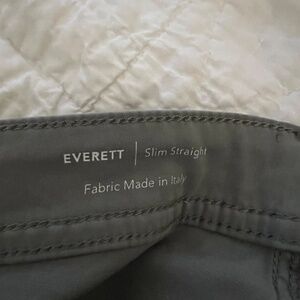 EVERETT | Slim Straight
Fabric Made in Italy